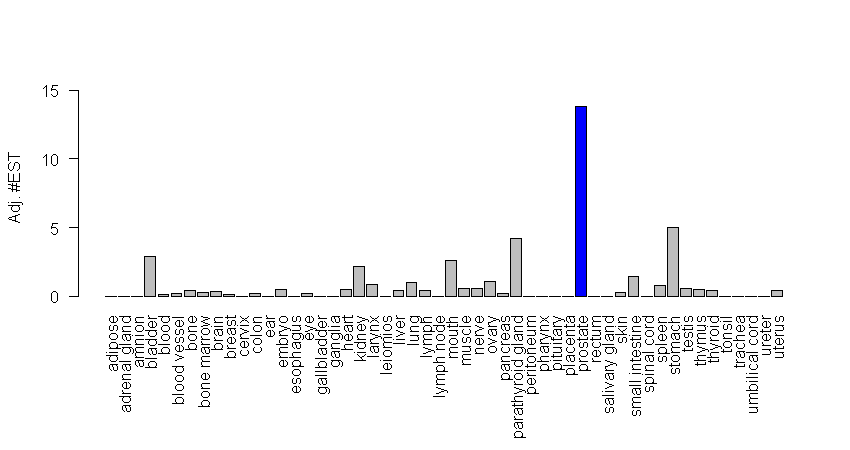 15
10
5
0
Adj. #EST
adipose
adrenal gland
amnion
bladder
blood
blood vessel
bone
bone marrow
brain
breast
cervix
colon
ear
embryo
esophagus
eye
gallbladder
ganglia
heart
kidney
larynx
leiomios
liver
lung
lymph
lymph node
mouth
muscle
nerve
ovary
pancreas
parathyroid gland
peritoneum
pharynx
pituitary
placenta
prostate
rectum
salivary gland
skin
small intestine
spinal cord
spleen
stomach
testis
thymus
thyroid
tonsil
trachea
umbilical cord
ureter
uterus